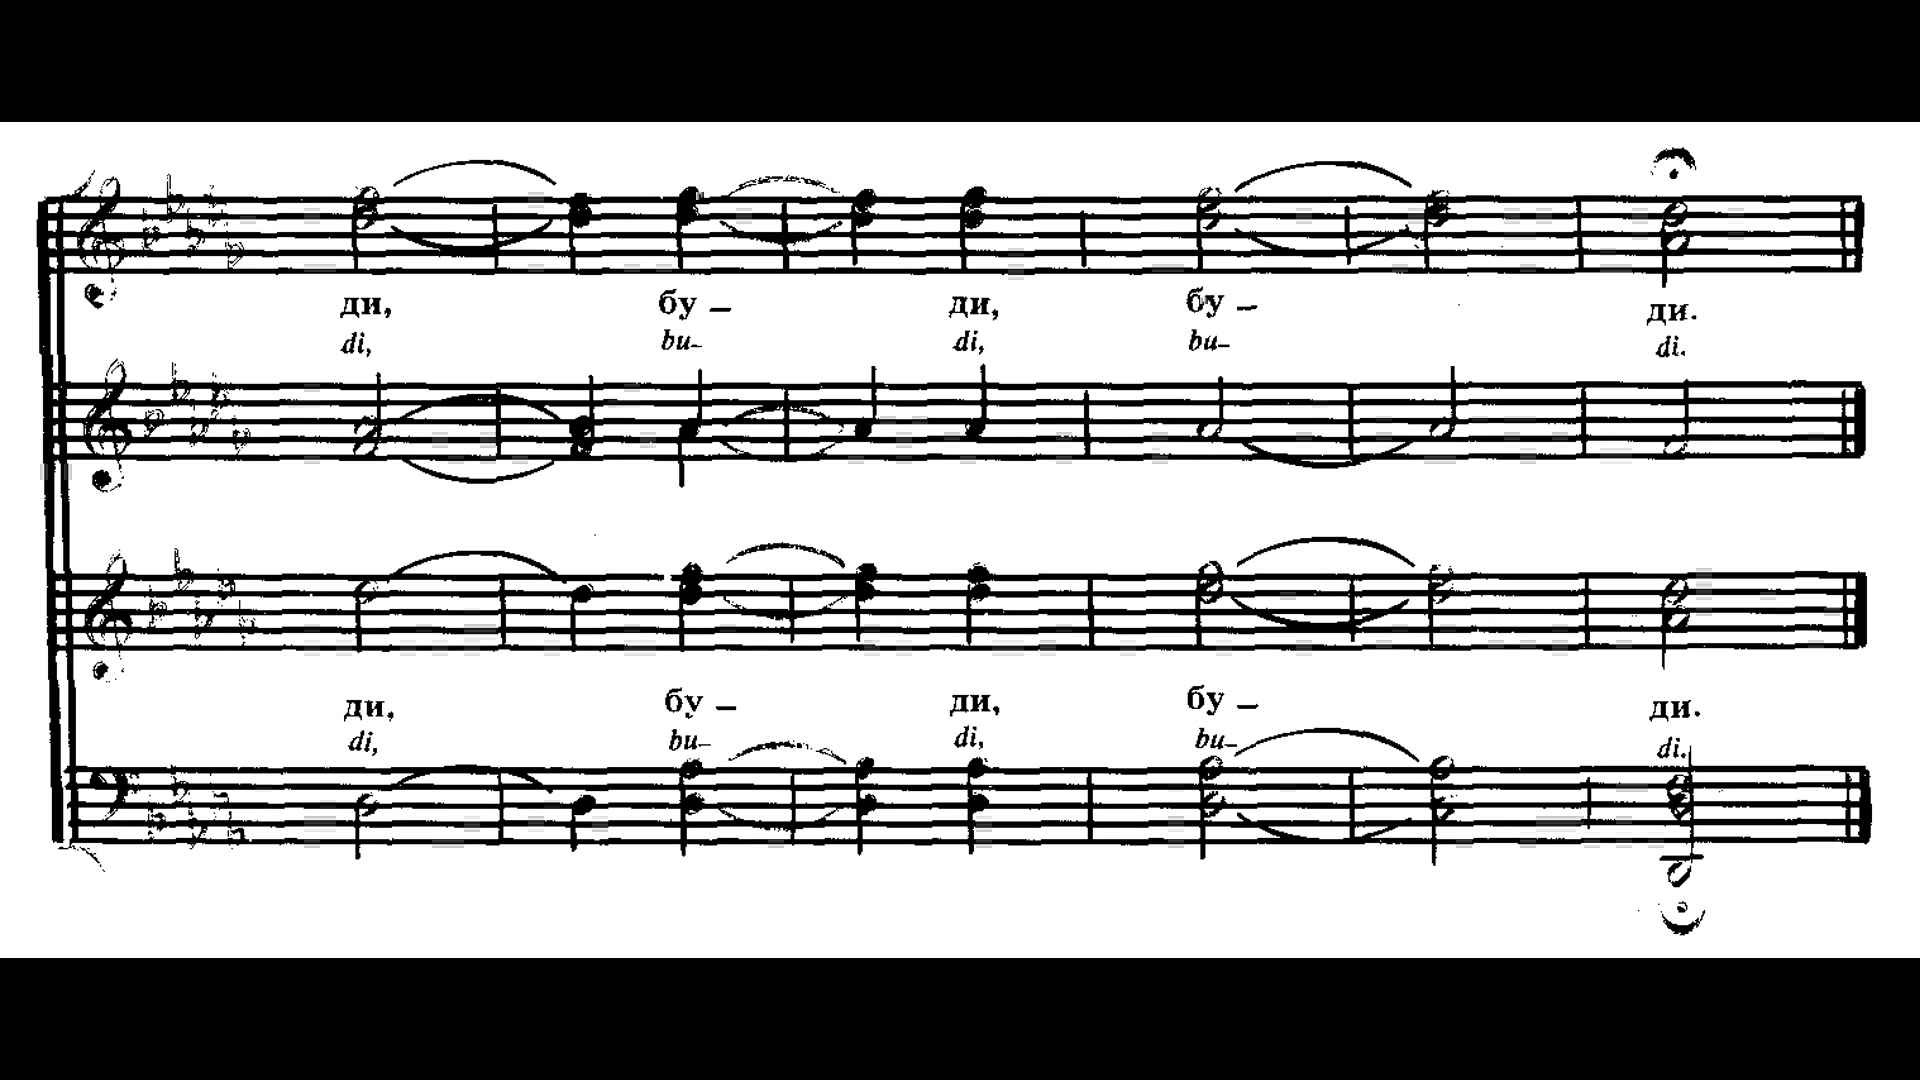 ди, бу – ди, бу – ди.
di, bu- di, bu- di.
ди, бу – ди, бу – ди.
di, bu- di, bu- di.